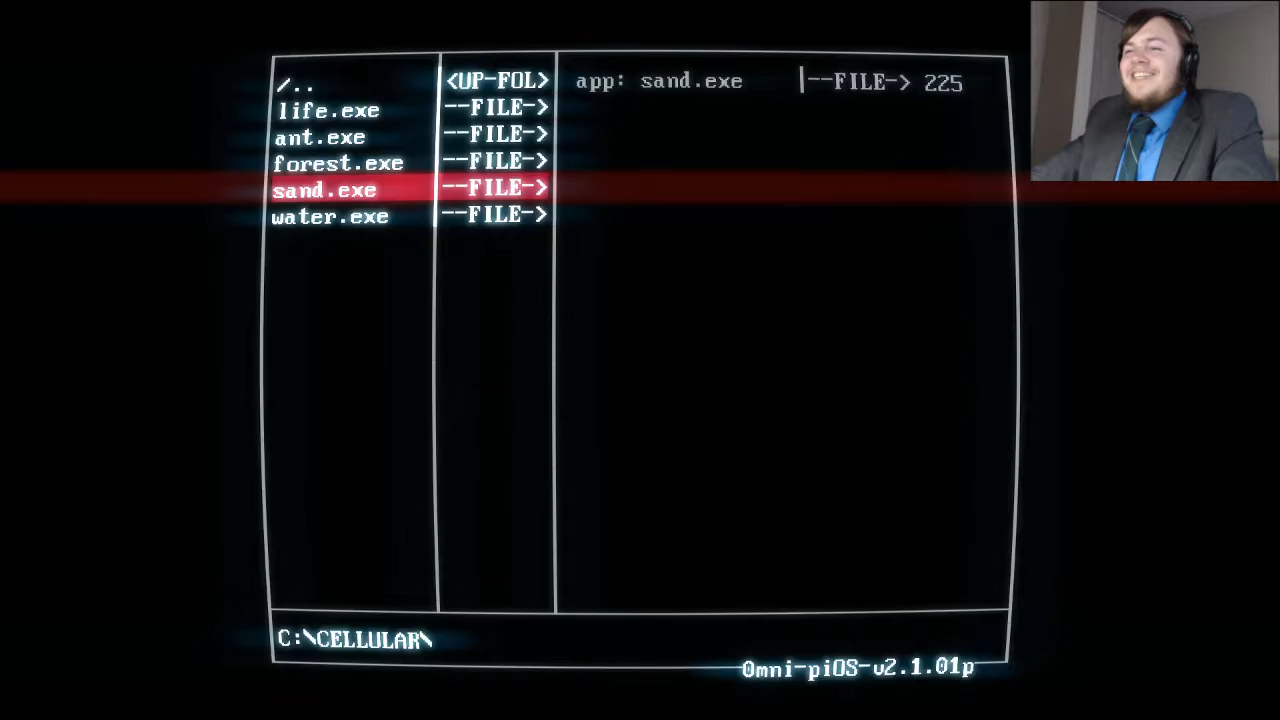 /.. <UP-FOL> app: sand.exe |--FILE-> 225
life.exe --FILE->
ant.exe --FILE->
forest.exe --FILE->
sand.exe --FILE->
water.exe --FILE->
C:\CELLULAR\
0mni-piOS-v2.1.01p